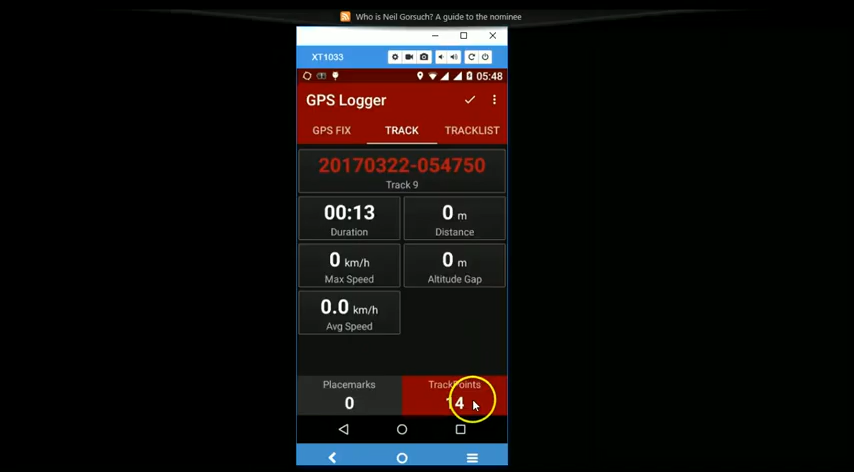 Who is Neil Gorsuch? A guide to the nominee
XT1033
05:48
GPS Logger
GPS FIX TRACK TRACKLIST
20170322-054750
Track 9
00:13 0 m
Duration Distance
0 km/h 0 m
Max Speed Altitude Gap
0.0 km/h
Avg Speed
Placemarks TrackPoints
0 14